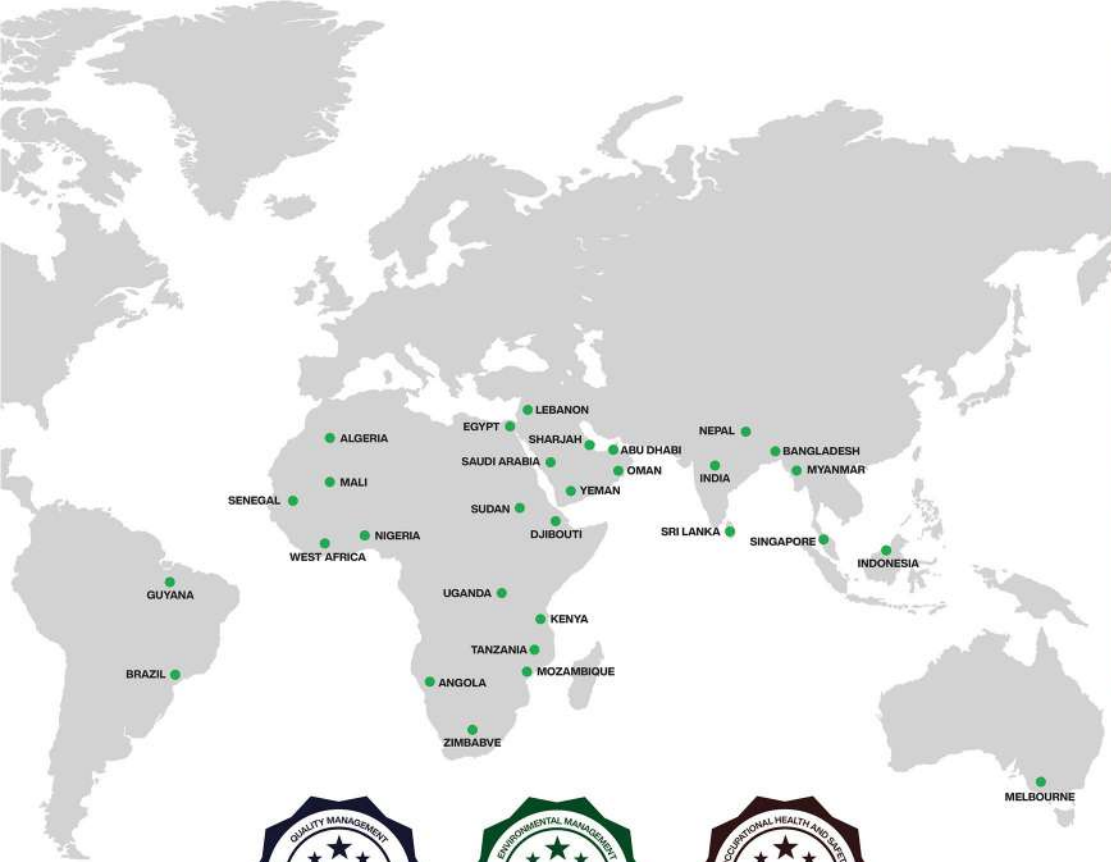 LEBANON
EGYPT
ALGERIA
SHARJAH
ABU DHABI
NEPAL
BANGLADESH
SAUDI ARABIA
OMAN
INDIA
MYANMAR
MALI
YEMAN
SENEGAL
SUDAN
DJIBOUTI
SRI LANKA
NIGERIA
SINGAPORE
WEST AFRICA
INDONESIA
GUYANA
UGANDA
KENYA
TANZANIA
BRAZIL
MOZAMBIQUE
ANGOLA
ZIMBABVE
MELBOURNE
QUALITY MANAGEMENT
ENVIRONMENTAL MANAGEMENT
HEALTH AND